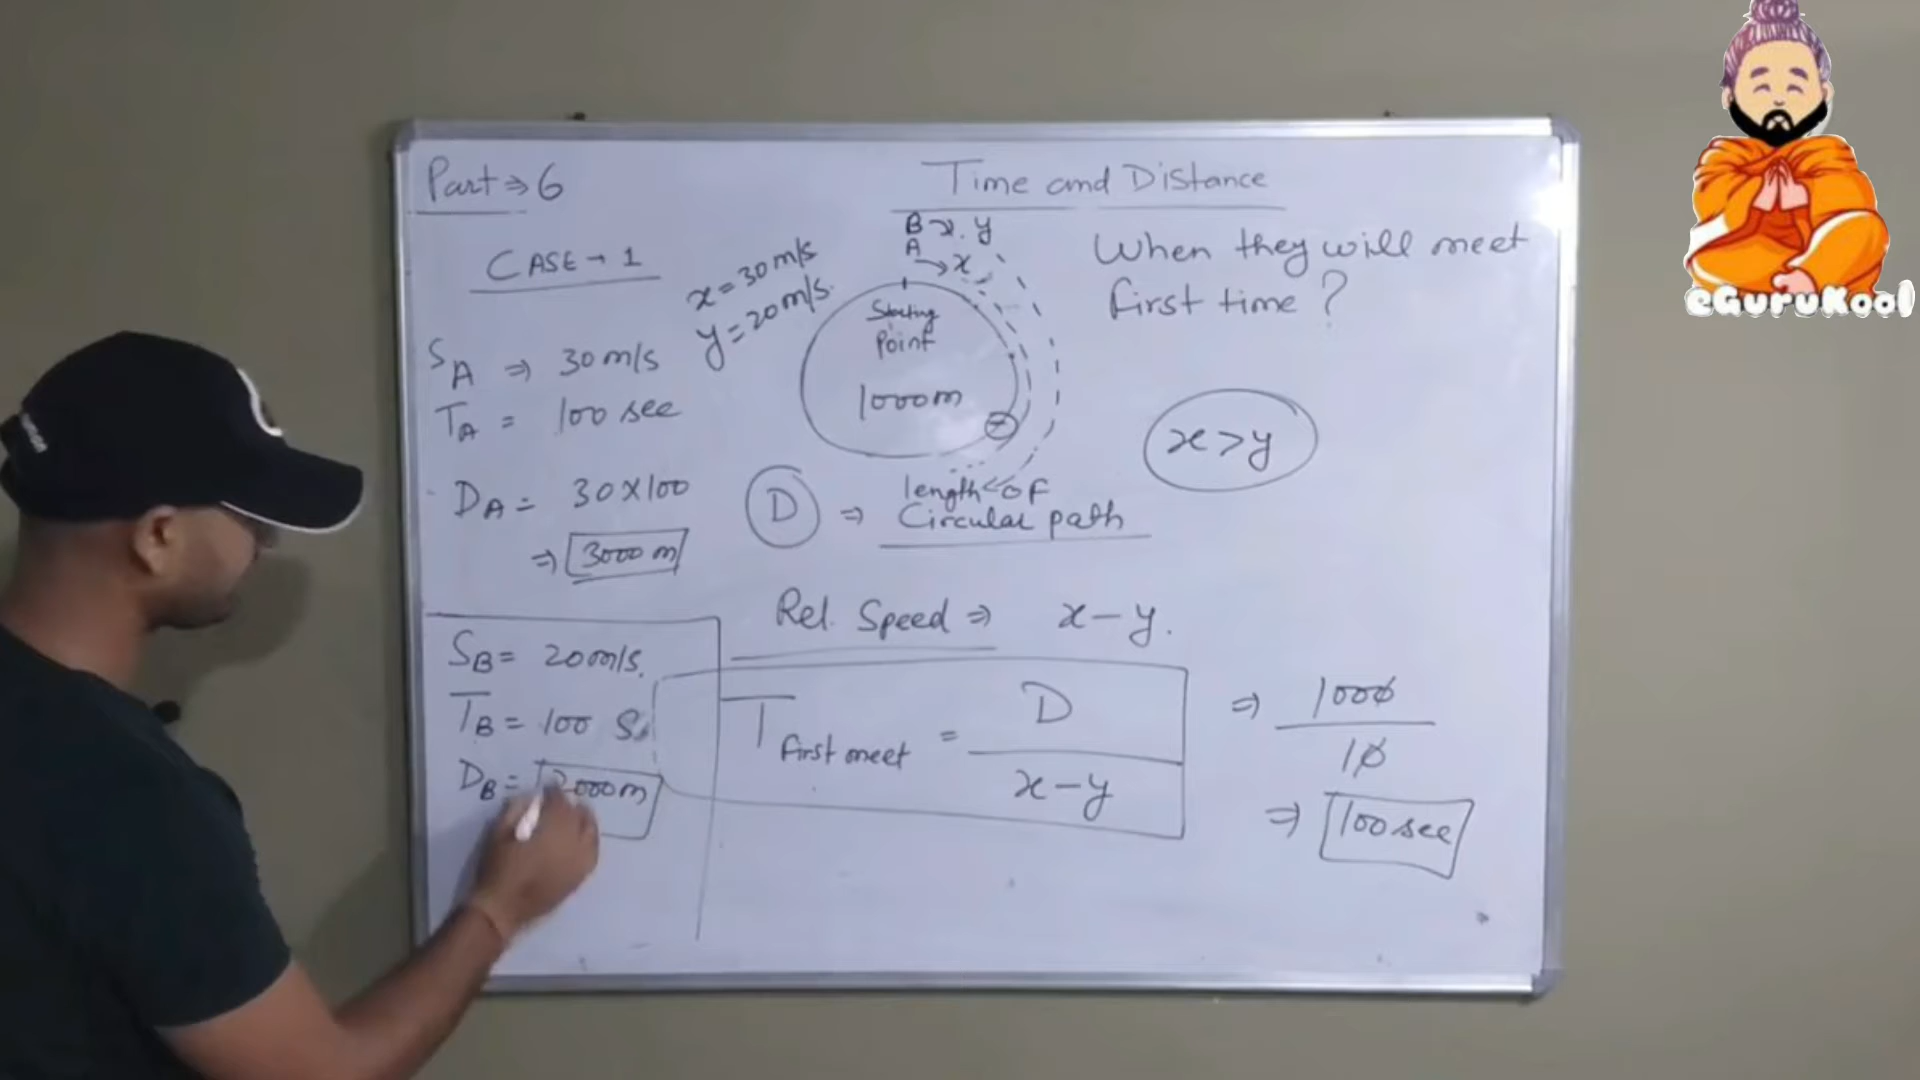 Part ⇒ 6
Time and Distance
CASE → 1
x = 30 m/s
y = 20 m/s.
B → x. y
A → x
When they will meet
first time ?
Starting
Point
1000m
S_A ⇒ 30 m/s
T_A = 100 sec
D_A = 30 X 100
⇒ 3000 m
x > y
D ⇒ length of
Circular path
Rel. Speed ⇒ x - y.
S_B = 20 m/s.
T_B = 100 S
D_B = 2000m
T first meet = D
x - y
⇒ 1000
10
⇒ 100 sec
eGuruKool